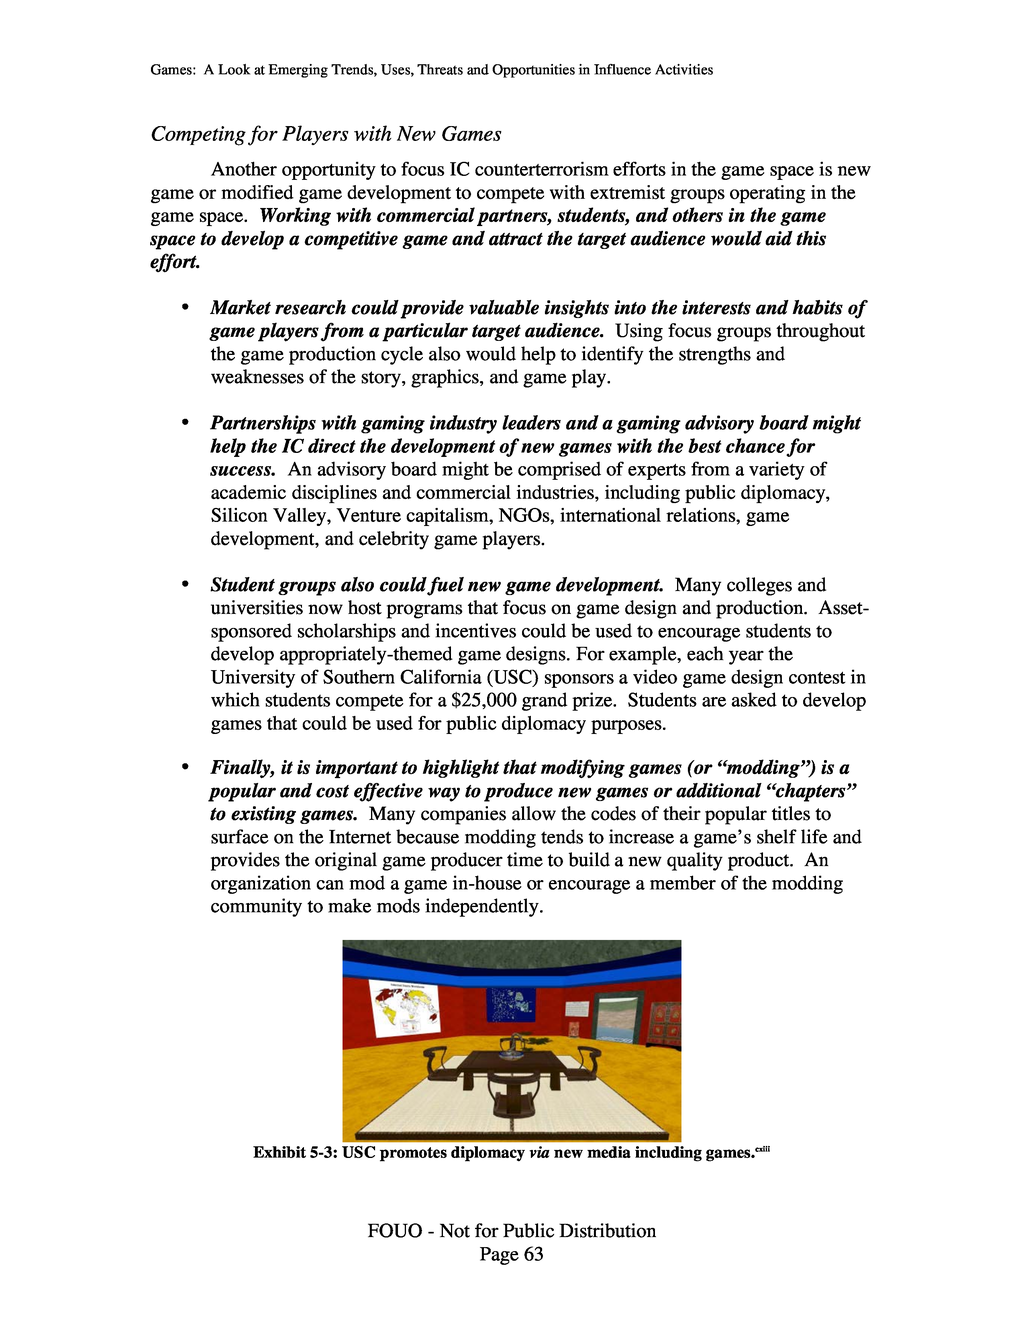 Games:  A Look at Emerging Trends, Uses, Threats and Opportunities in Influence Activities
Competing for Players with New Games
Another opportunity to focus IC counterterrorism efforts in the game space is new
game or modified game development to compete with extremist groups operating in the
game space.  Working with commercial partners, students, and others in the game
space to develop a competitive game and attract the target audience would aid this
effort.
• Market research could provide valuable insights into the interests and habits of
game players from a particular target audience.  Using focus groups throughout
the game production cycle also would help to identify the strengths and
weaknesses of the story, graphics, and game play.
• Partnerships with gaming industry leaders and a gaming advisory board might
help the IC direct the development of new games with the best chance for
success.  An advisory board might be comprised of experts from a variety of
academic disciplines and commercial industries, including public diplomacy,
Silicon Valley, Venture capitalism, NGOs, international relations, game
development, and celebrity game players.
• Student groups also could fuel new game development.  Many colleges and
universities now host programs that focus on game design and production.  Asset-
sponsored scholarships and incentives could be used to encourage students to
develop appropriately-themed game designs. For example, each year the
University of Southern California (USC) sponsors a video game design contest in
which students compete for a $25,000 grand prize.  Students are asked to develop
games that could be used for public diplomacy purposes.
• Finally, it is important to highlight that modifying games (or “modding”) is a
popular and cost effective way to produce new games or additional “chapters”
to existing games.  Many companies allow the codes of their popular titles to
surface on the Internet because modding tends to increase a game’s shelf life and
provides the original game producer time to build a new quality product.  An
organization can mod a game in-house or encourage a member of the modding
community to make mods independently.
Exhibit 5-3: USC promotes diplomacy via new media including games.cxiii
FOUO - Not for Public Distribution
Page 63